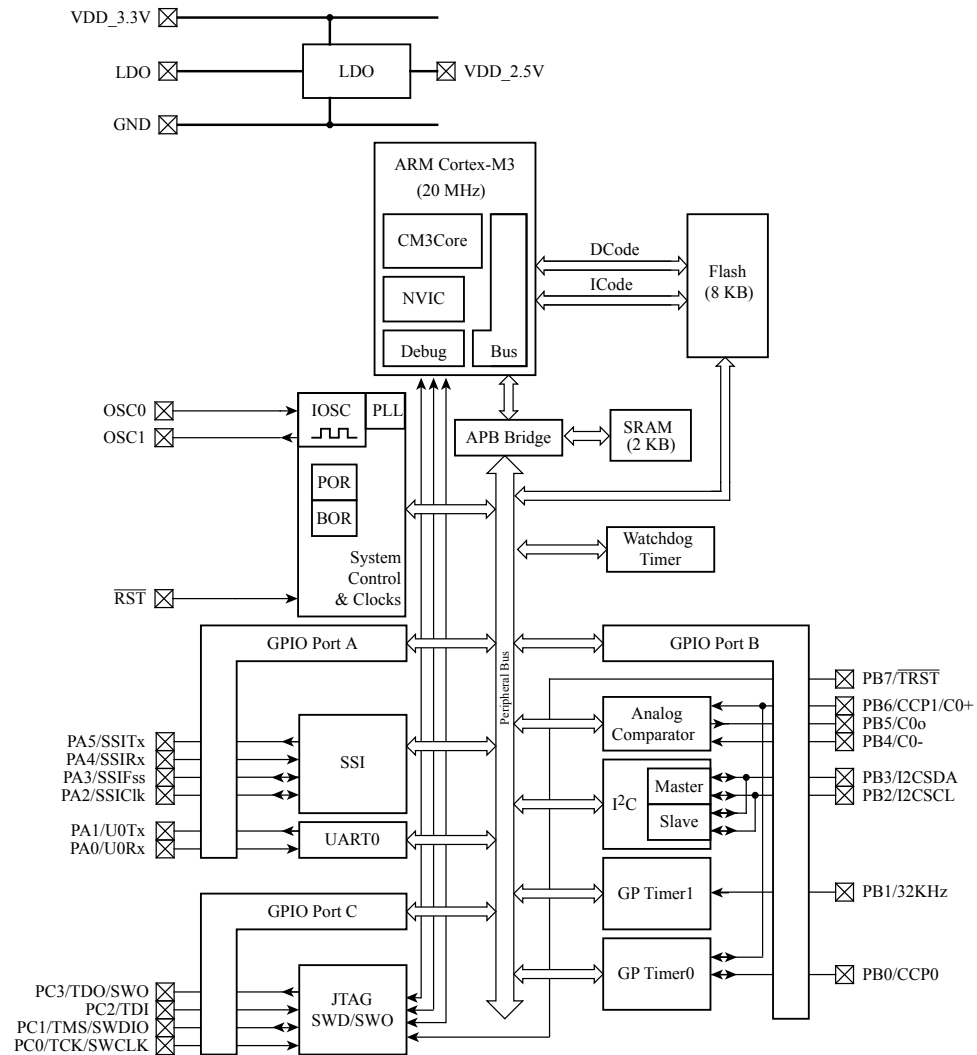 VDD_3.3V
LDO
LDO
VDD_2.5V
GND
ARM Cortex-M3
(20 MHz)
CM3Core
NVIC
Debug
Bus
DCode
ICode
Flash
(8 KB)
OSC0
OSC1
IOSC
PLL
POR
BOR
System
Control
& Clocks
RST
APB Bridge
SRAM
(2 KB)
Watchdog
Timer
Peripheral Bus
GPIO Port A
PA5/SSITx
PA4/SSIRx
PA3/SSIFss
PA2/SSIClk
SSI
PA1/U0Tx
PA0/U0Rx
UART0
GPIO Port C
PC3/TDO/SWO
PC2/TDI
PC1/TMS/SWDIO
PC0/TCK/SWCLK
JTAG
SWD/SWO
GPIO Port B
PB7/TRST
PB6/CCP1/C0+
PB5/C0o
PB4/C0-
Analog
Comparator
PB3/I2CSDA
PB2/I2CSCL
I²C
Master
Slave
GP Timer1
PB1/32KHz
GP Timer0
PB0/CCP0